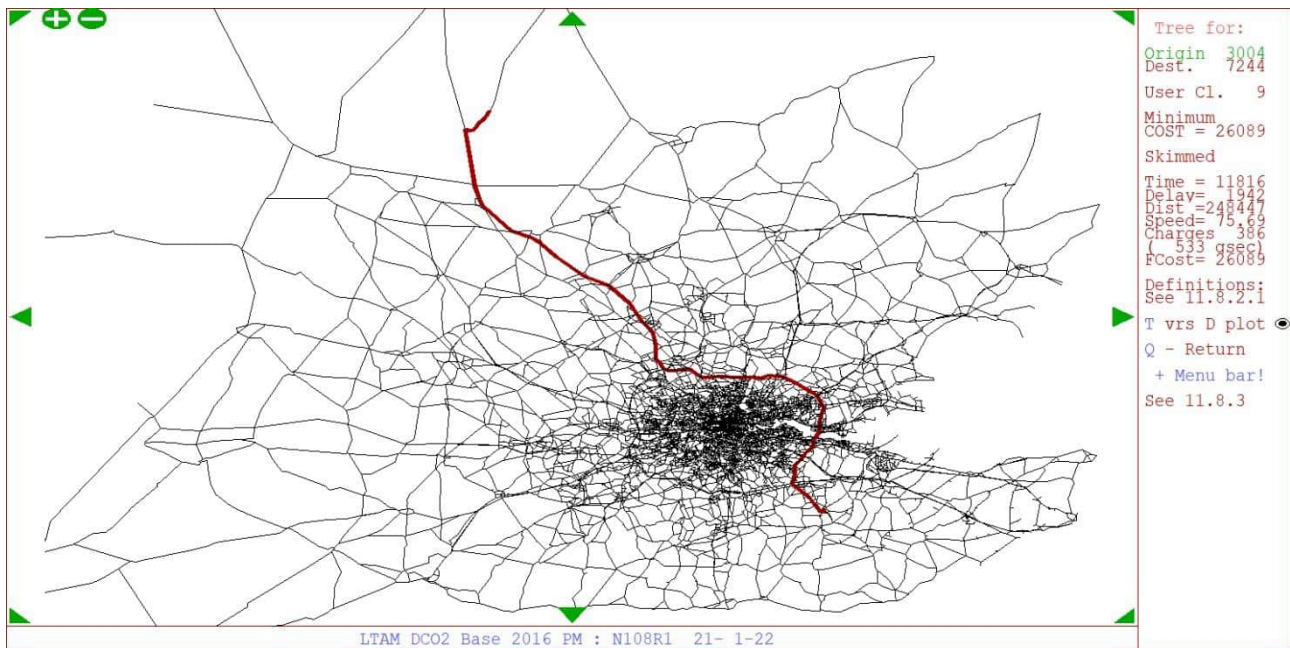 Tree for:
Origin 3004
Dest. 7244
User Cl. 9
Minimum
COST = 26089
Skimmed
Time = 11816
Delay= 1942
Dist =248447
Speed= 75.69
Charges 386
( 533 gsec)
FCost= 26089
Definitions:
See 11.8.2.1
T vrs D plot
Q - Return
+ Menu bar!
See 11.8.3
LTAM DCO2 Base 2016 PM : N108R1 21- 1-22